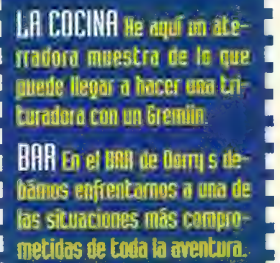 LA COCINA He aquí un ate-
rradora muestra de lo que
puede llegar a hacer una tri-
turadora con un Gremlin.
BAR En el BAR de Dorry s de-
bamos enfrentarnos a una de
las situaciones más compro-
metidas de toda la aventura.